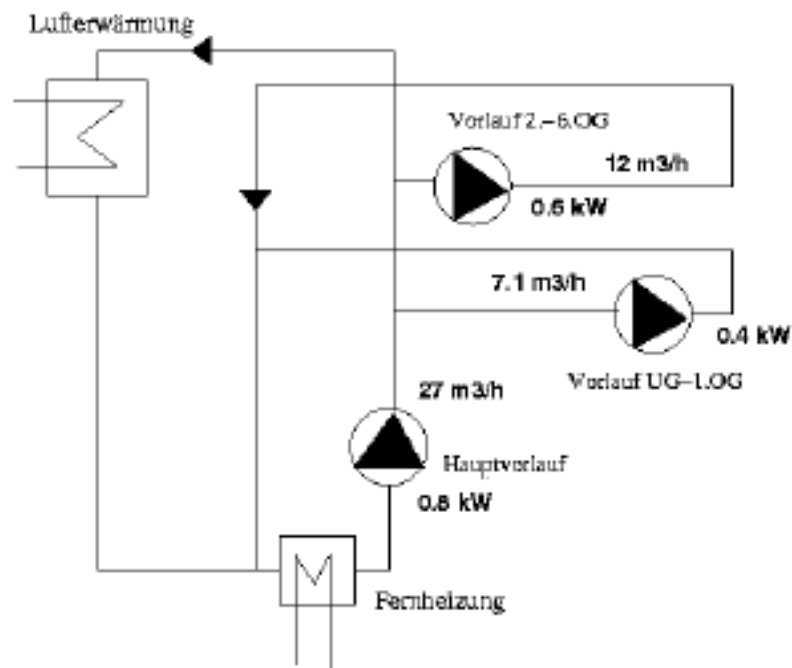 Lufterwärmung
Vorlauf 2.–6.OG
12 m3/h
0.6 kW
7.1 m3/h
0.4 kW
Vorlauf UG–1.OG
27 m3/h
Hauptvorlauf
0.8 kW
Fernheizung